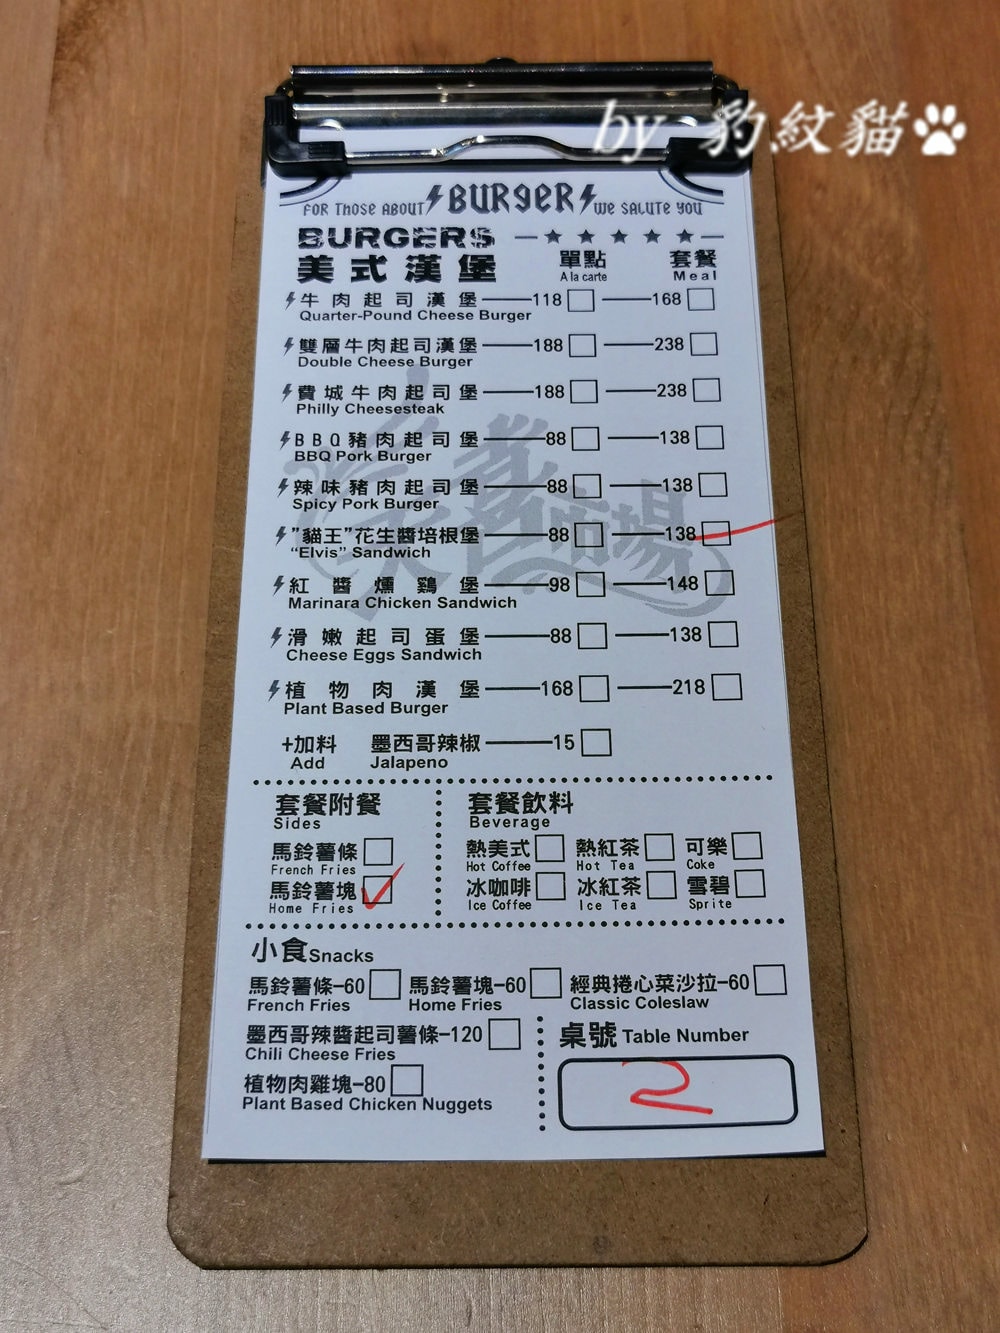 by 豹紋貓
FOR THOSE ABOUT BURGER WE SALUTE YOU
BURGERS
美式漢堡 單點 套餐
A la carte Meal
牛肉起司漢堡 118 168
Quarter-Pound Cheese Burger
雙層牛肉起司漢堡 188 238
Double Cheese Burger
費城牛肉起司堡 188 238
Philly Cheesesteak
BBQ豬肉起司堡 88 138
BBQ Pork Burger
辣味豬肉起司堡 88 138
Spicy Pork Burger
"貓王"花生醬培根堡 88 138
"Elvis" Sandwich
紅醬燻鷄堡 98 148
Marinara Chicken Sandwich
滑嫩起司蛋堡 88 138
Cheese Eggs Sandwich
植物肉漢堡 168 218
Plant Based Burger
+加料 墨西哥辣椒 15
Add Jalapeno
套餐附餐
Sides
馬鈴薯條
French Fries
馬鈴薯塊
Home Fries
套餐飲料
Beverage
熱美式 熱紅茶 可樂
Hot Coffee Hot Tea Coke
冰咖啡 冰紅茶 雪碧
Ice Coffee Ice Tea Sprite
小食Snacks
馬鈴薯條-60 馬鈴薯塊-60 經典捲心菜沙拉-60
French Fries Home Fries Classic Coleslaw
墨西哥辣醬起司薯條-120
Chili Cheese Fries
植物肉雞塊-80
Plant Based Chicken Nuggets
桌號 Table Number
2